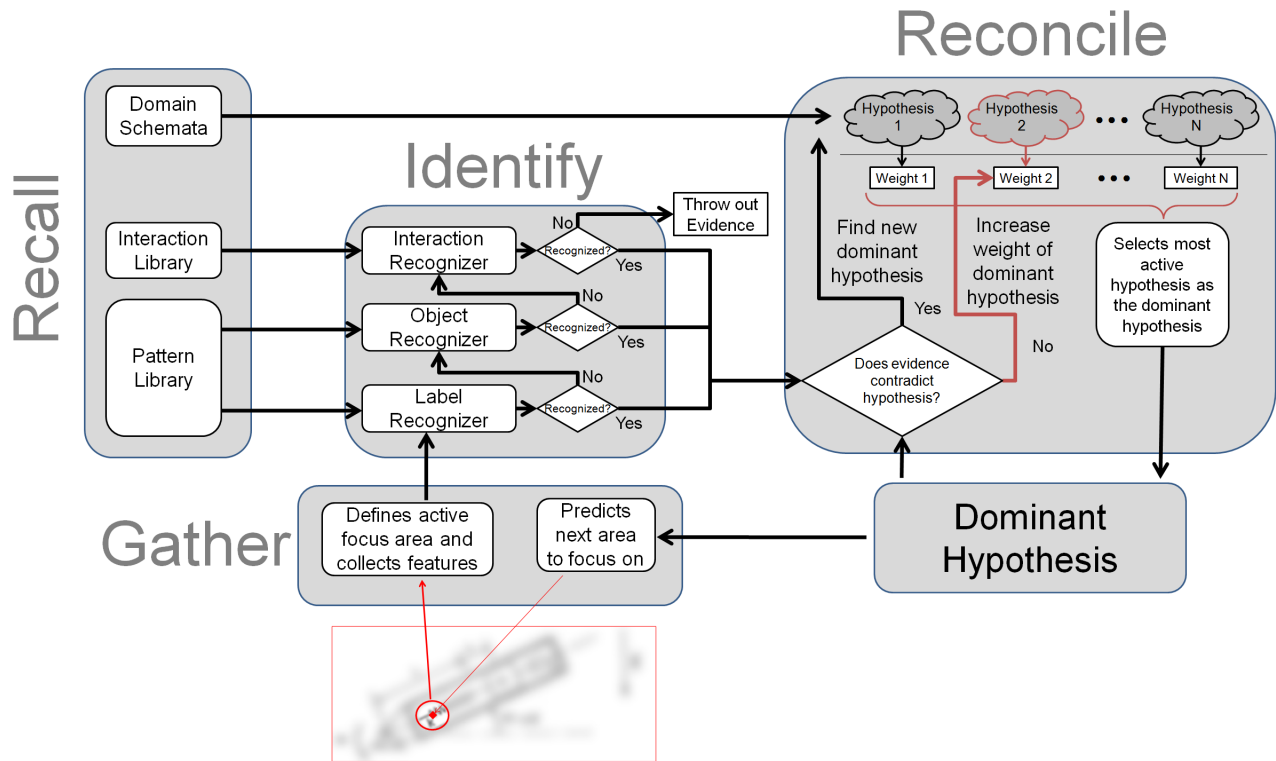 Reconcile
Recall
Domain
Schemata
Interaction
Library
Pattern
Library
Identify
Interaction
Recognizer
Object
Recognizer
Label
Recognizer
Recognized?
No
Yes
Recognized?
No
Yes
Recognized?
No
Yes
Throw out
Evidence
Hypothesis
1
Hypothesis
2
•••
Hypothesis
N
Weight 1
Weight 2
•••
Weight N
Find new
dominant
hypothesis
Increase
weight of
dominant
hypothesis
Selects most
active
hypothesis as
the dominant
hypothesis
Yes
No
Does evidence
contradict
hypothesis?
Gather
Defines active
focus area and
collects features
Predicts
next area
to focus on
Dominant
Hypothesis